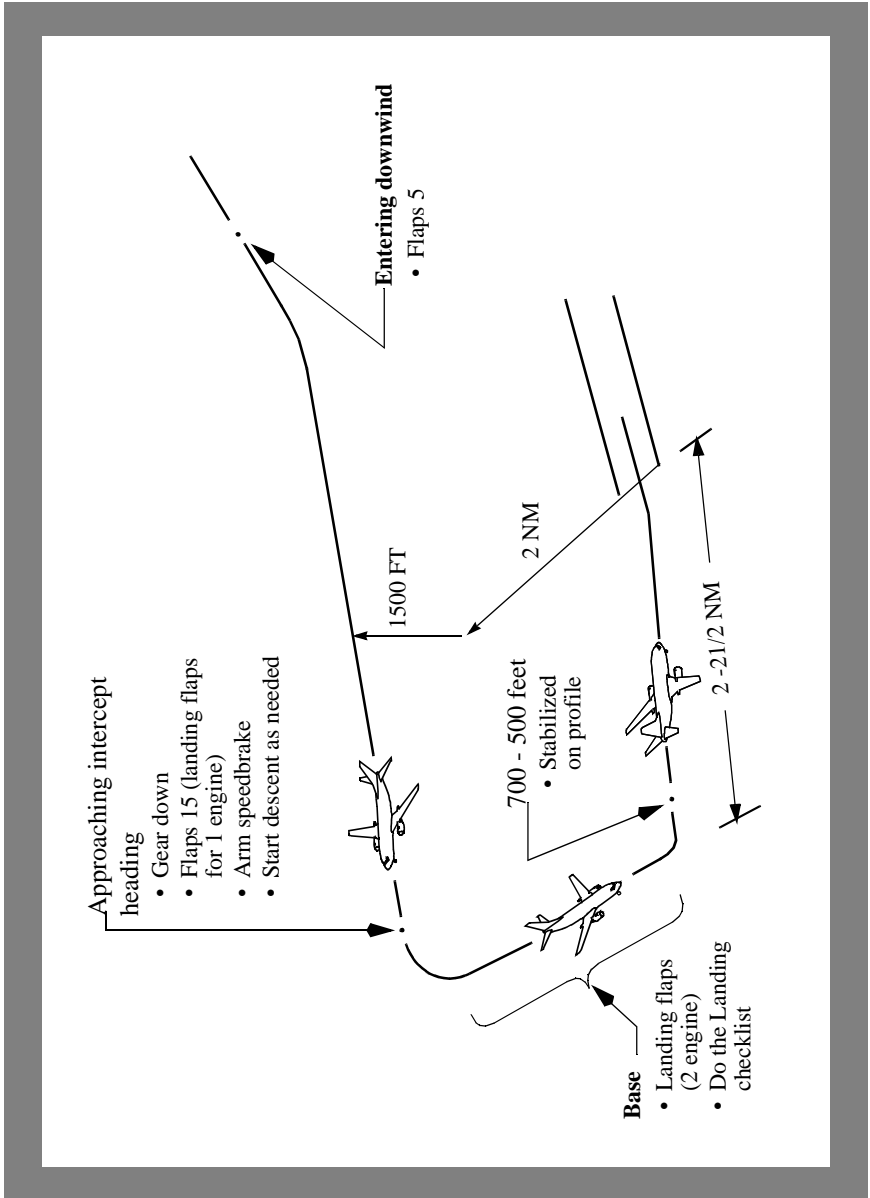 Approaching intercept
heading
• Gear down
• Flaps 15 (landing flaps
for 1 engine)
• Arm speedbrake
• Start descent as needed
1500 FT
Entering downwind
• Flaps 5
2 NM
700 - 500 feet
• Stabilized
on profile
2 -21/2 NM
Base
• Landing flaps
(2 engine)
• Do the Landing
checklist